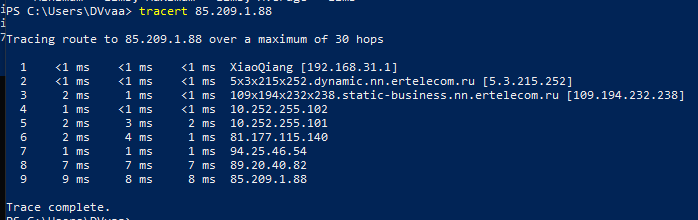 PS C:\Users\DVvaa> tracert 85.209.1.88
Tracing route to 85.209.1.88 over a maximum of 30 hops
1 <1 ms <1 ms <1 ms XiaoQiang [192.168.31.1]
2 <1 ms <1 ms <1 ms 5x3x215x252.dynamic.nn.ertelecom.ru [5.3.215.252]
3 2 ms 1 ms <1 ms 109x194x232x238.static-business.nn.ertelecom.ru [109.194.232.238]
4 1 ms <1 ms <1 ms 10.252.255.102
5 2 ms 3 ms 2 ms 10.252.255.101
6 2 ms 4 ms 1 ms 81.177.115.140
7 1 ms 1 ms 1 ms 94.25.46.54
8 7 ms 7 ms 7 ms 89.20.40.82
9 9 ms 8 ms 8 ms 85.209.1.88
Trace complete.
PS C:\Users\DVvaa>